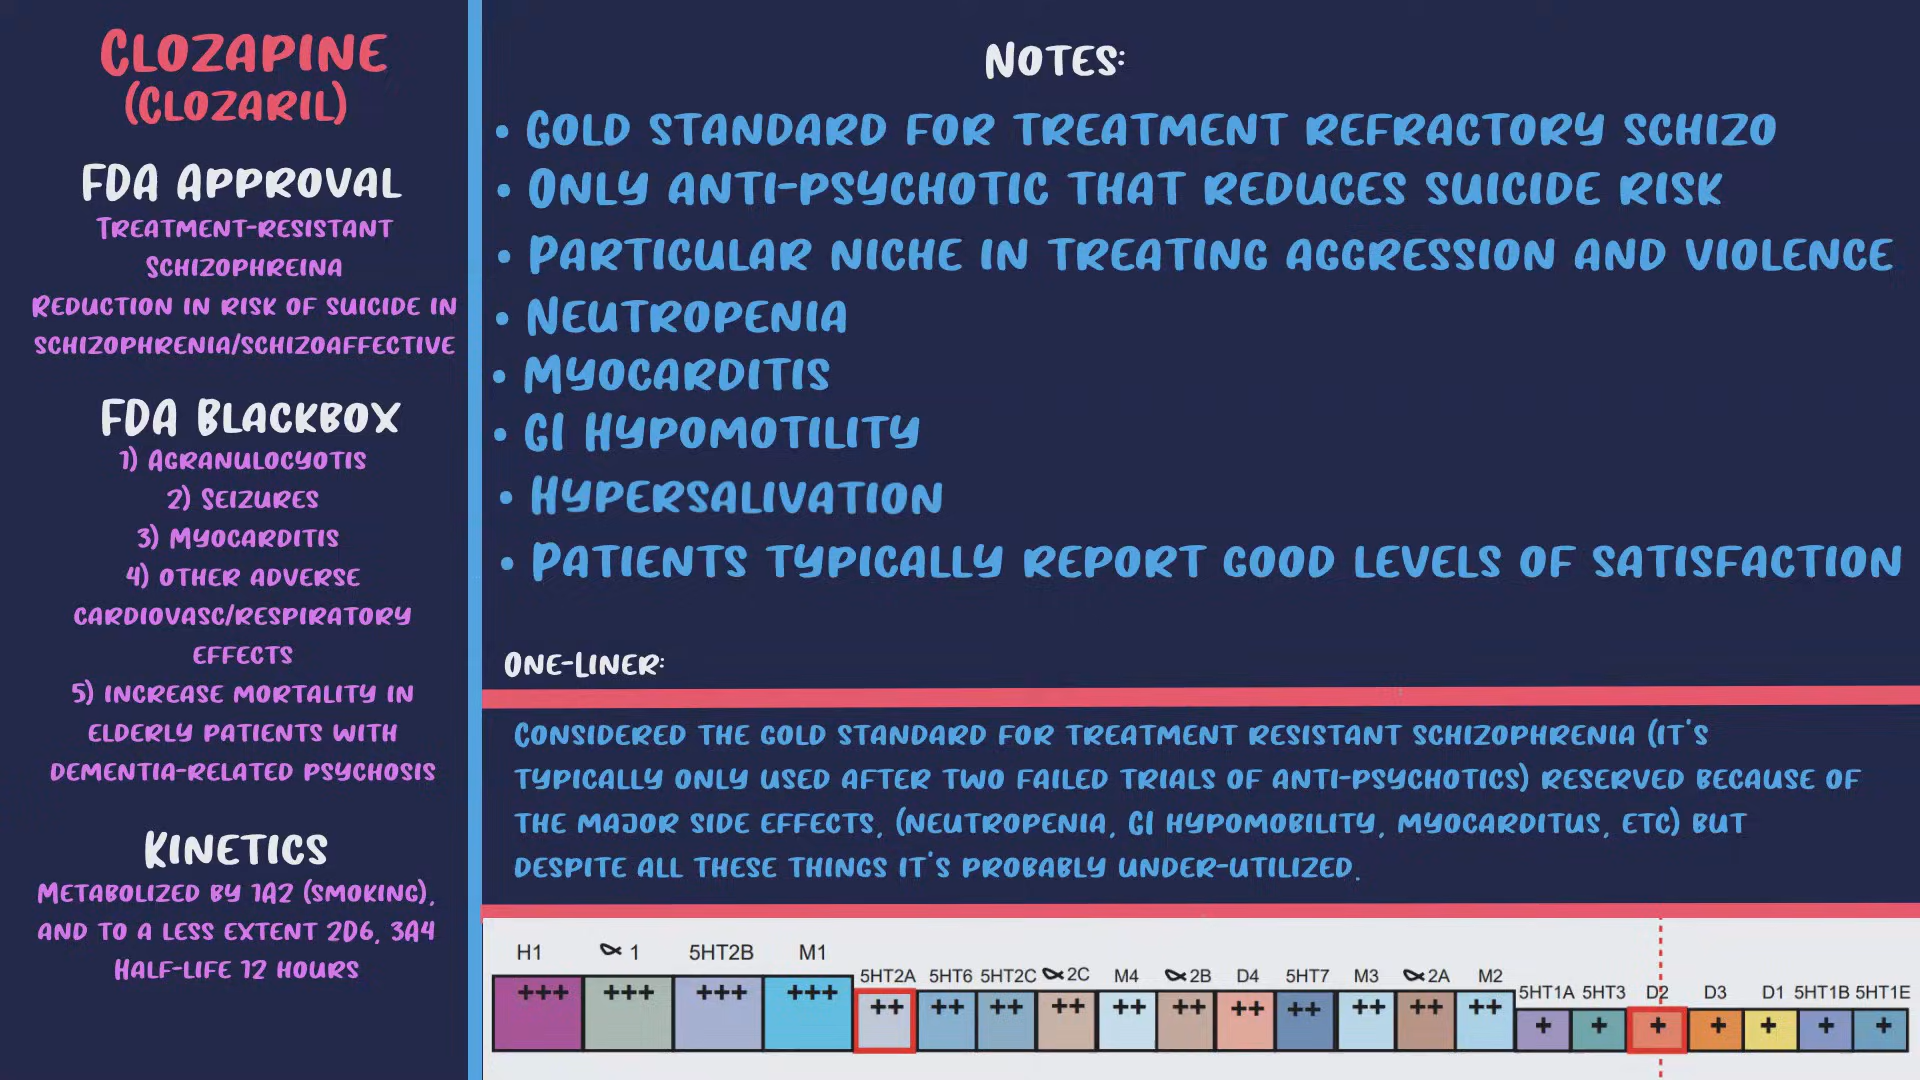 Clozapine
(Clozaril)
FDA Approval
Treatment-resistant
Schizophreina
Reduction in risk of suicide in
schizophrenia/schizoaffective
FDA Blackbox
1) Agranulocyotis
2) Seizures
3) Myocarditis
4) other adverse
cardiovasc/respiratory
effects
5) increase mortality in
elderly patients with
dementia-related psychosis
Kinetics
Metabolized by 1A2 (smoking),
and to a less extent 2D6, 3A4
Half-life 12 hours
Notes:
• Gold standard for treatment refractory schizo
• Only anti-psychotic that reduces suicide risk
• Particular niche in treating aggression and violence
• Neutropenia
• Myocarditis
• GI Hypomotility
• Hypersalivation
• Patients typically report good levels of satisfaction
One-Liner:
Considered the gold standard for treatment resistant schizophrenia (it's
typically only used after two failed trials of anti-psychotics) reserved because of
the major side effects, (neutropenia, GI hypomobility, myocarditus, etc) but
despite all these things it's probably under-utilized.
H1 α1 5HT2B M1 5HT2A 5HT6 5HT2C α2C M4 α2B D4 5HT7 M3 α2A M2 5HT1A 5HT3 D2 D3 D1 5HT1B 5HT1E
+++ +++ +++ +++ ++ ++ ++ ++ ++ ++ ++ ++ ++ ++ ++ + + + + + + +